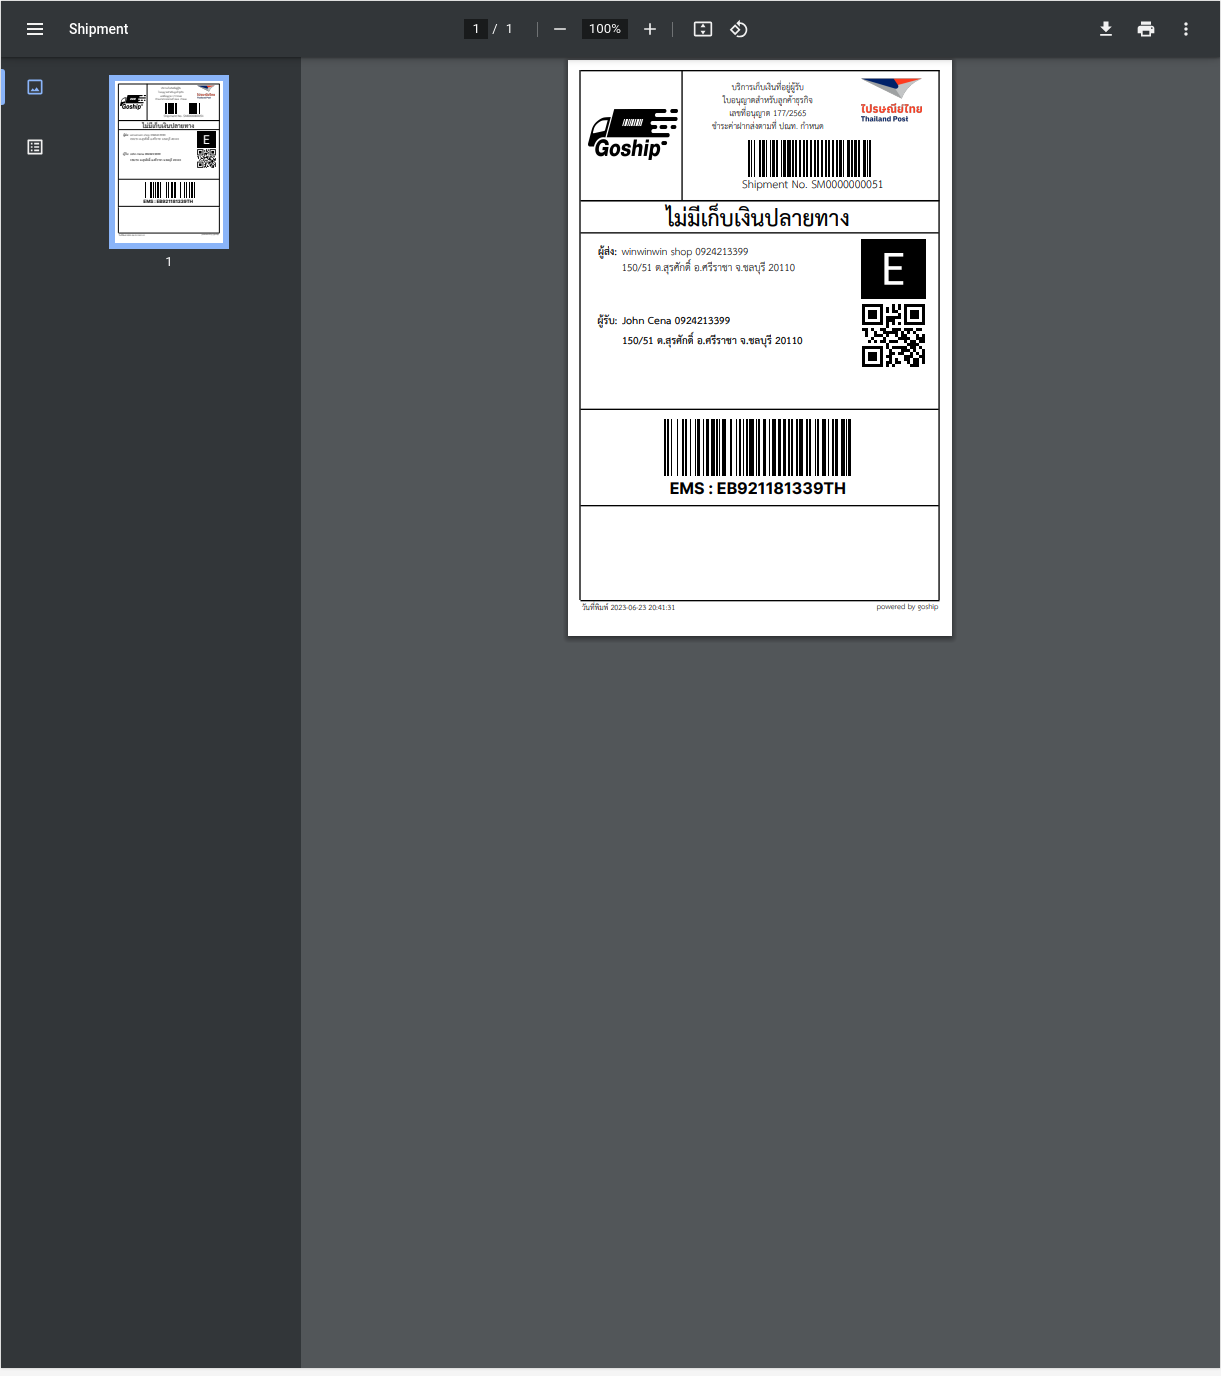 Shipment
1 / 1
100%
1
Goship
บริการเก็บเงินที่อยู่ผู้รับ
ใบอนุญาตสำหรับลูกค้าธุรกิจ
เลขที่อนุญาต 177/2565
ชำระค่าฝากส่งตามที่ ปณท. กำหนด
ไปรษณีย์ไทย
Thailand Post
Shipment No. SM0000000051
ไม่มีเก็บเงินปลายทาง
ผู้ส่ง: winwinwin shop 0924213399
150/51 ต.สุรศักดิ์ อ.ศรีราชา จ.ชลบุรี 20110
E
ผู้รับ: John Cena 0924213399
150/51 ต.สุรศักดิ์ อ.ศรีราชา จ.ชลบุรี 20110
EMS : EB921181339TH
วันที่พิมพ์ 2023-06-23 20:41:31
powered by goship